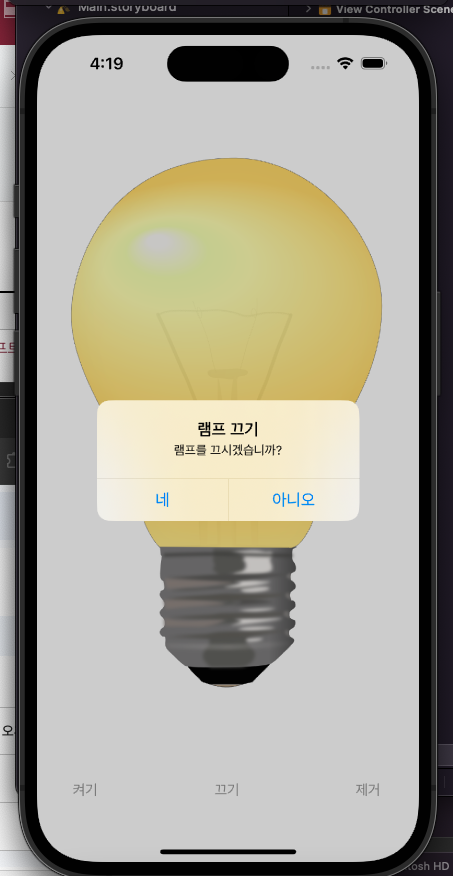 Main.storyboard
View Controller Scene
4:19
램프 끄기
램프를 끄시겠습니까?
네
아니오
켜기
끄기
제거
tosh HD